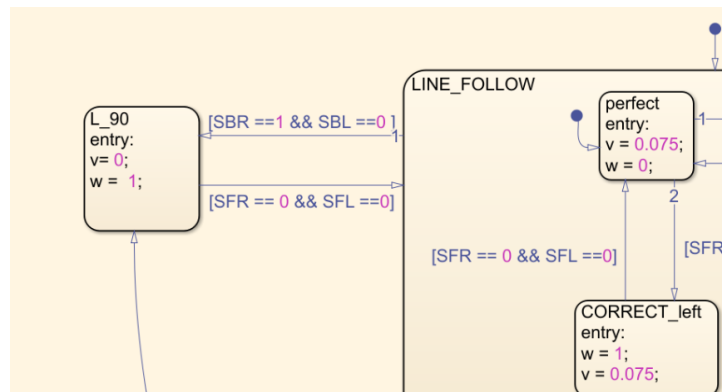 LINE_FOLLOW
perfect
entry:
v = 0.075;
w = 0;
1
2
L_90
entry:
v= 0;
w =  1;
[SBR ==1 && SBL ==0 ]
1
[SFR == 0 && SFL ==0]
[SFR == 0 && SFL ==0]
[SFR
CORRECT_left
entry:
w = 1;
v = 0.075;